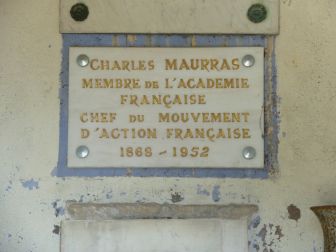 CHARLES MAURRAS
MEMBRE DE L'ACADEMIE
FRANÇAISE
CHEF DU MOUVEMENT
D'ACTION FRANÇAISE
1868 - 1952